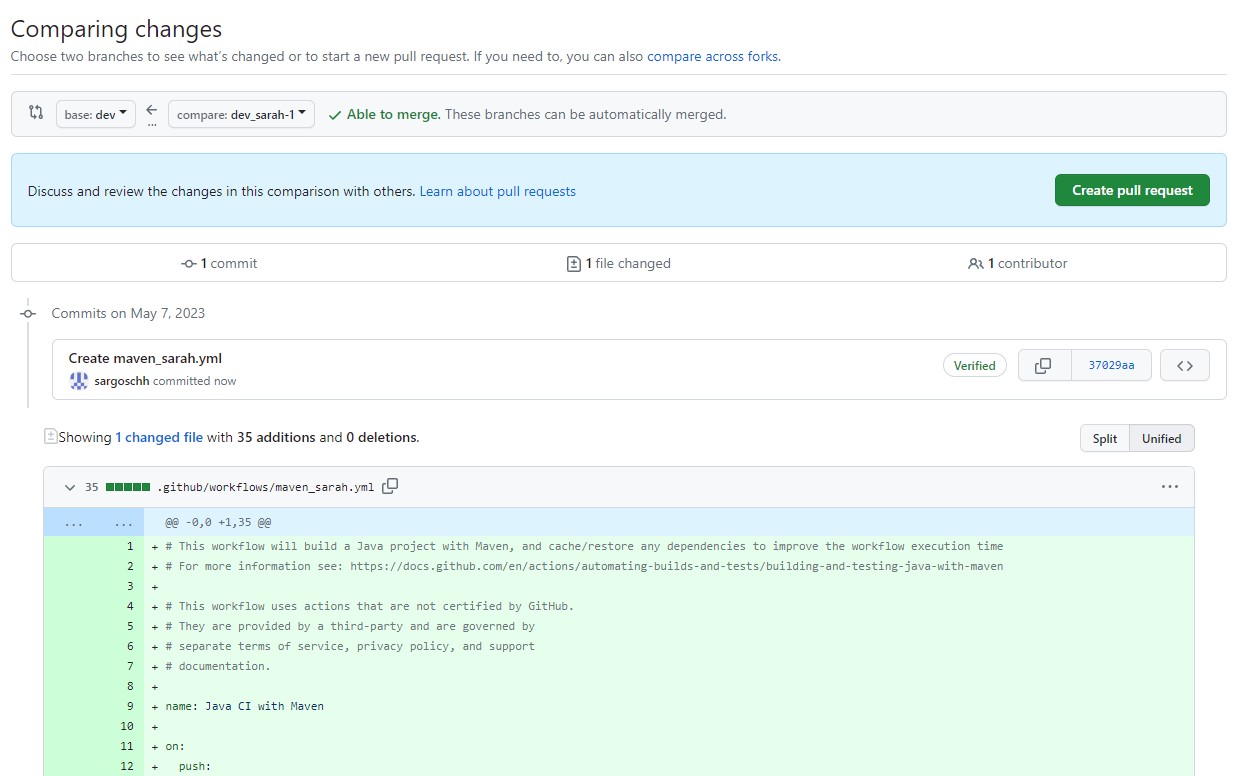 Comparing changes
Choose two branches to see what's changed or to start a new pull request. If you need to, you can also compare across forks.
base: dev ... compare: dev_sarah-1 Able to merge. These branches can be automatically merged.
Discuss and review the changes in this comparison with others. Learn about pull requests Create pull request
1 commit 1 file changed 1 contributor
Commits on May 7, 2023
Create maven_sarah.yml
sargoschh committed now
Verified 37029aa
Showing 1 changed file with 35 additions and 0 deletions. Split Unified
35 .github/workflows/maven_sarah.yml ...
... ... @@ -0,0 +1,35 @@
1 + # This workflow will build a Java project with Maven, and cache/restore any dependencies to improve the workflow execution time
2 + # For more information see: https://docs.github.com/en/actions/automating-builds-and-tests/building-and-testing-java-with-maven
3 +
4 + # This workflow uses actions that are not certified by GitHub.
5 + # They are provided by a third-party and are governed by
6 + # separate terms of service, privacy policy, and support
7 + # documentation.
8 +
9 + name: Java CI with Maven
10 +
11 + on:
12 + push: